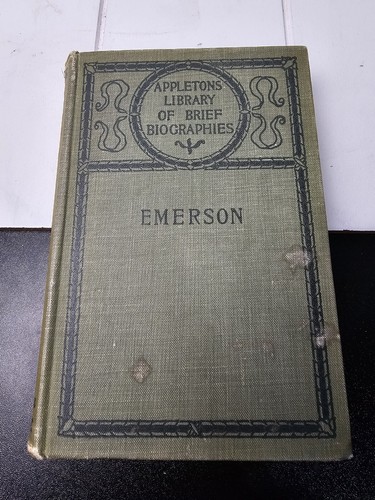 APPLETONS'
LIBRARY
OF BRIEF
BIOGRAPHIES
EMERSON